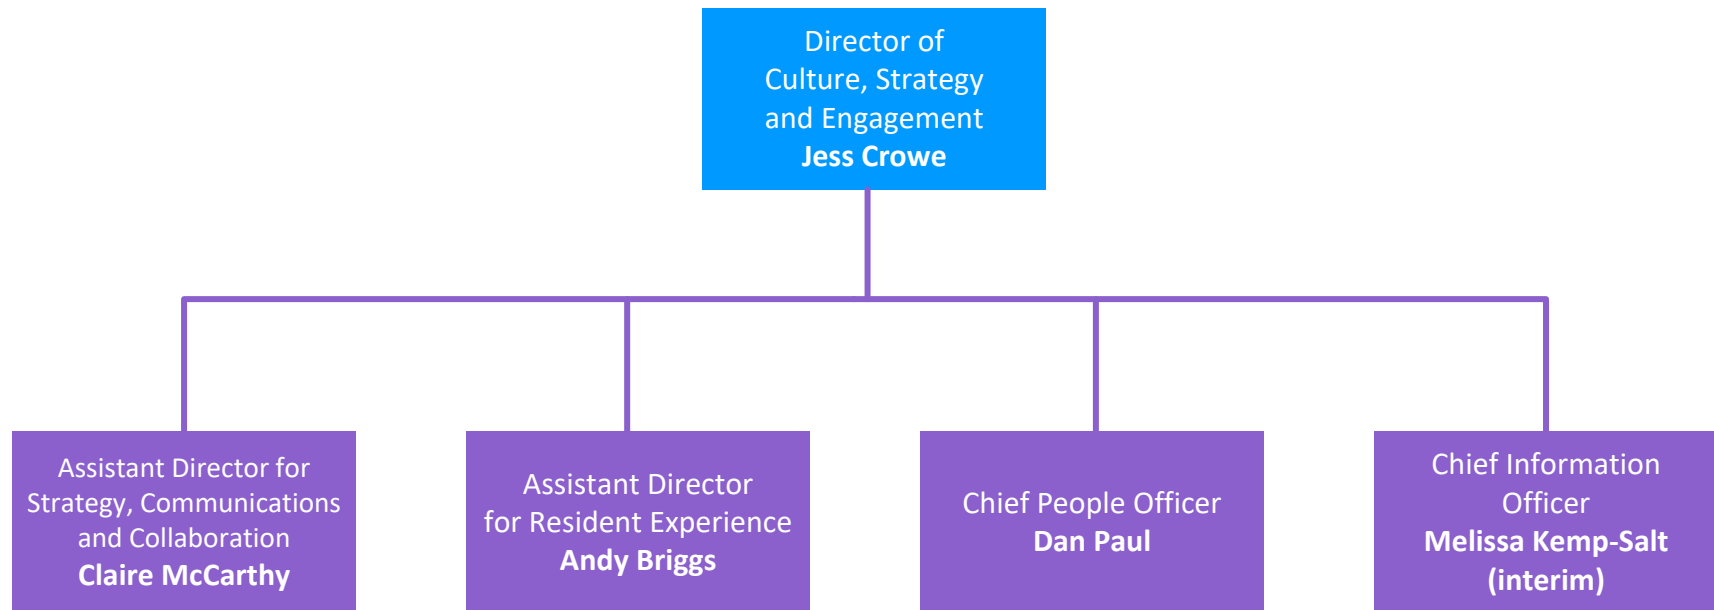 Director of
Culture, Strategy
and Engagement
Jess Crowe
Assistant Director for
Strategy, Communications
and Collaboration
Claire McCarthy
Assistant Director
for Resident Experience
Andy Briggs
Chief People Officer
Dan Paul
Chief Information
Officer
Melissa Kemp-Salt
(interim)